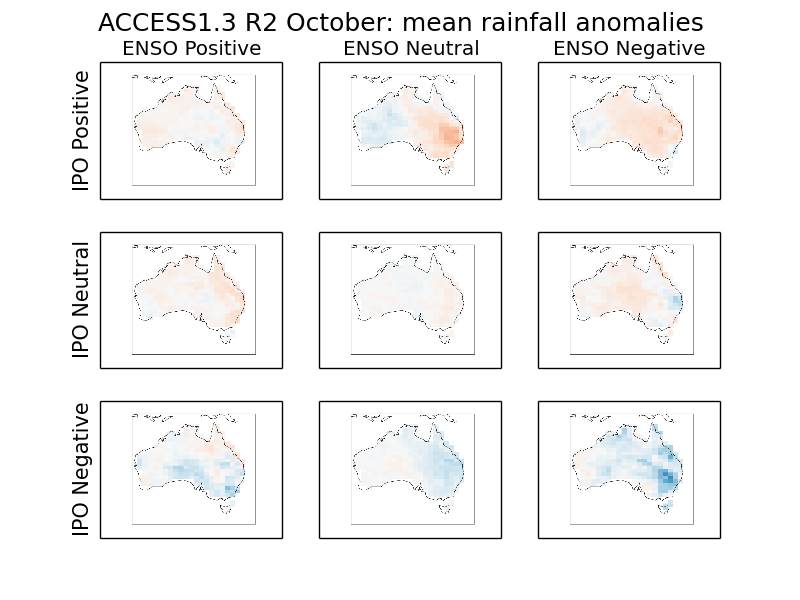 ACCESS1.3 R2 October: mean rainfall anomalies
ENSO Positive
ENSO Neutral
ENSO Negative
IPO Positive
IPO Neutral
IPO Negative